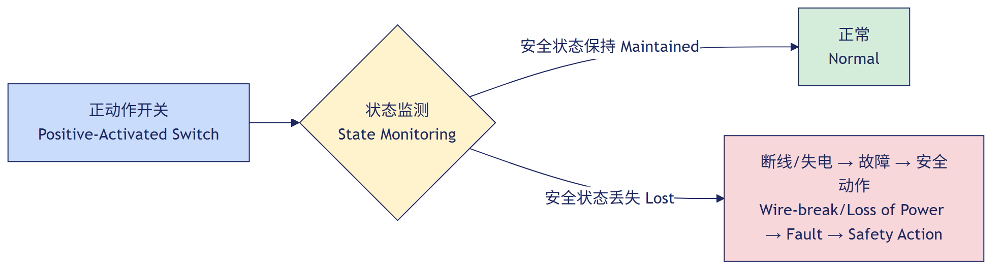 正动作开关
Positive-Activated Switch
状态监测
State Monitoring
安全状态保持 Maintained
正常
Normal
安全状态丢失 Lost
断线/失电 → 故障 → 安全
动作
Wire-break/Loss of Power
→ Fault → Safety Action